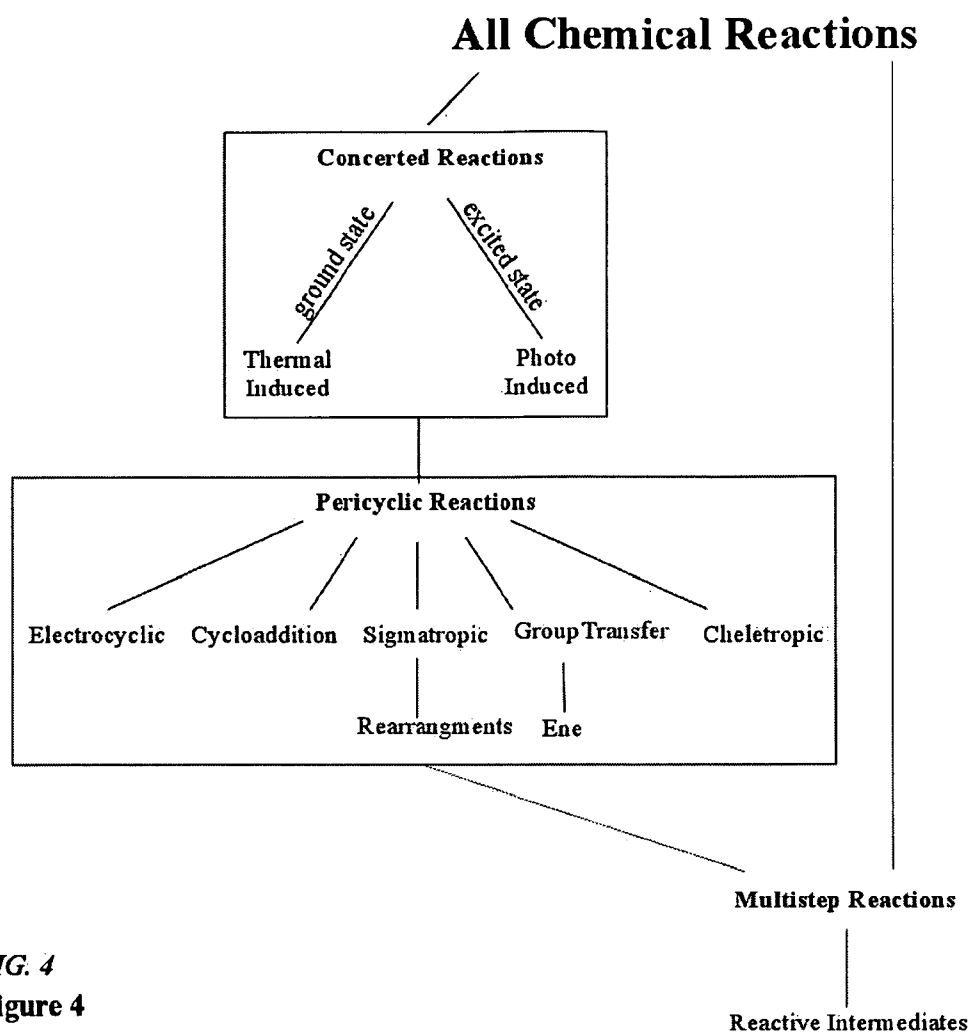 All Chemical Reactions
Concerted Reactions
ground state
excited state
Thermal
Induced
Photo
Induced
Pericyclic Reactions
Electrocyclic
Cycloaddition
Sigmatropic
Group Transfer
Cheletropic
Rearrangments
Ene
Multistep Reactions
Reactive Intermediates
IG. 4
igure 4